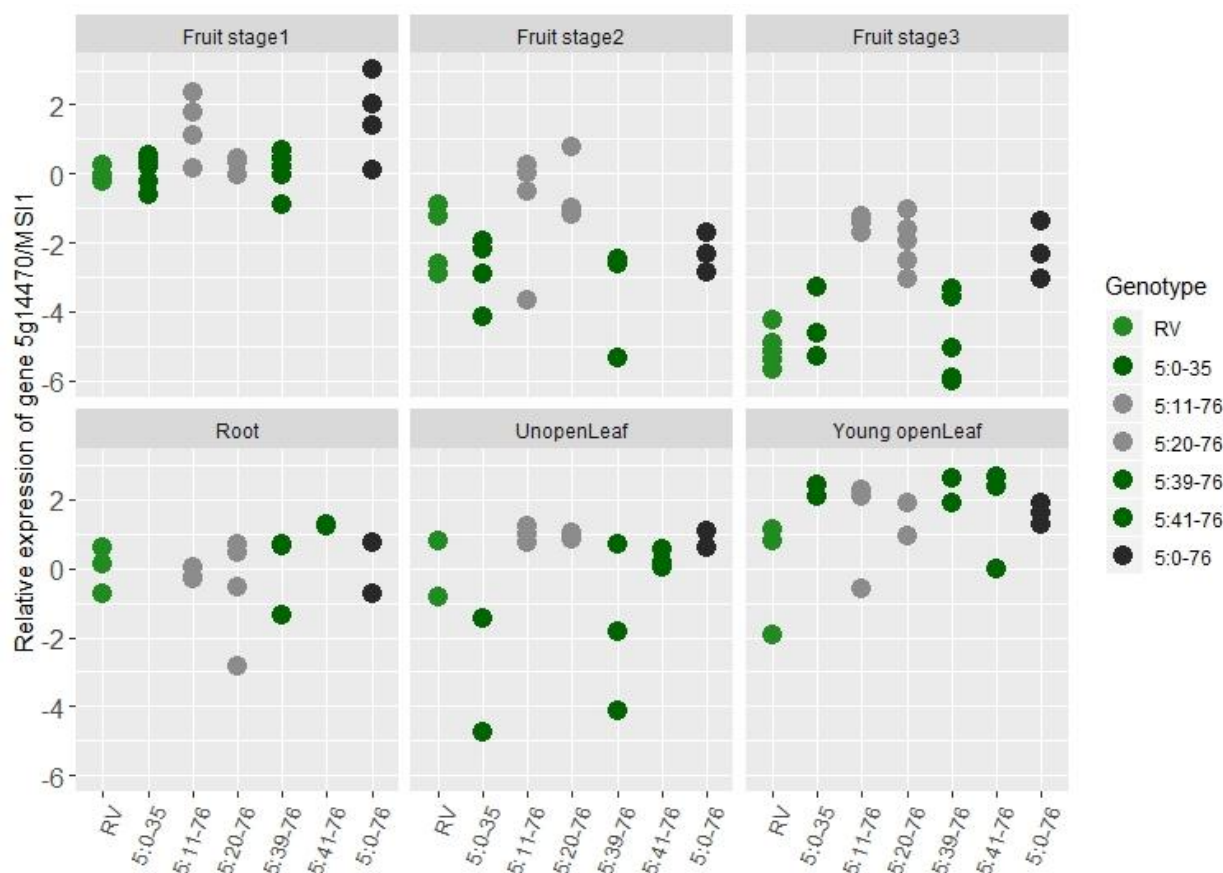 Fruit stage1
Fruit stage2
Fruit stage3
Relative expression of gene 5g14470/MSI1
2
0
-2
-4
-6
Root
UnopenLeaf
Young openLeaf
2
0
-2
-4
-6
RV
5:0-35
5:11-76
5:20-76
5:39-76
5:41-76
5:0-76
RV
5:0-35
5:11-76
5:20-76
5:39-76
5:41-76
5:0-76
RV
5:0-35
5:11-76
5:20-76
5:39-76
5:41-76
5:0-76
Genotype
RV
5:0-35
5:11-76
5:20-76
5:39-76
5:41-76
5:0-76